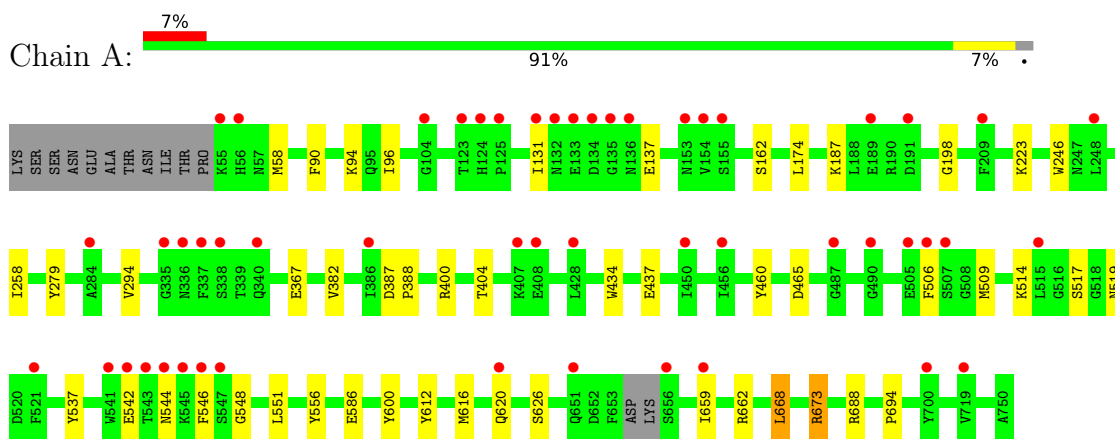 7%
Chain A:
91% 7% •
LYS SER SER ASN GLU ALA THR ASN ILE THR PRO K55 H56 N57 M58 F90 K94 Q95 I96 G104 T123 H124 P125 I131 N132 E133 D134 G135 N136 E137 N153 V154 S155 S162 L174 K187 L188 E189 R190 D191 G198 F209 K223 W246 N247 L248
I258 Y279 A284 V294 G335 N336 F337 S338 T339 Q340 E367 V382 I386 D387 P388 R400 T404 K407 E408 L428 W434 E437 I450 I456 Y460 D465 G487 G490 E505 F506 S507 G508 M509 K514 L515 G516 S517 G518 N519
D520 F521 Y537 W541 E542 T543 N544 K545 F546 S547 G548 L551 Y556 E586 Y600 Y612 M616 Q620 S626 Q651 D652 F653 ASP LYS S656 I659 R662 L668 R673 R688 P694 Y700 V719 A750